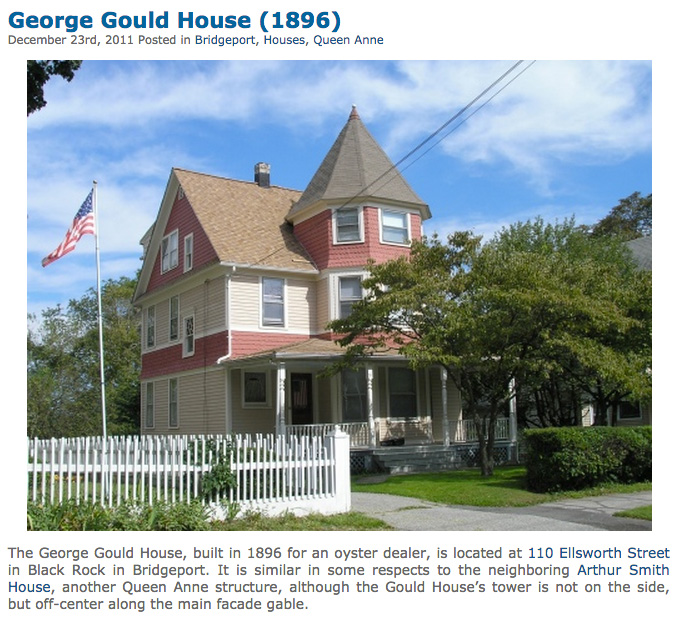 George Gould House (1896)
December 23rd, 2011 Posted in Bridgeport, Houses, Queen Anne
The George Gould House, built in 1896 for an oyster dealer, is located at 110 Ellsworth Street
in Black Rock in Bridgeport. It is similar in some respects to the neighboring Arthur Smith
House, another Queen Anne structure, although the Gould House’s tower is not on the side,
but off-center along the main facade gable.